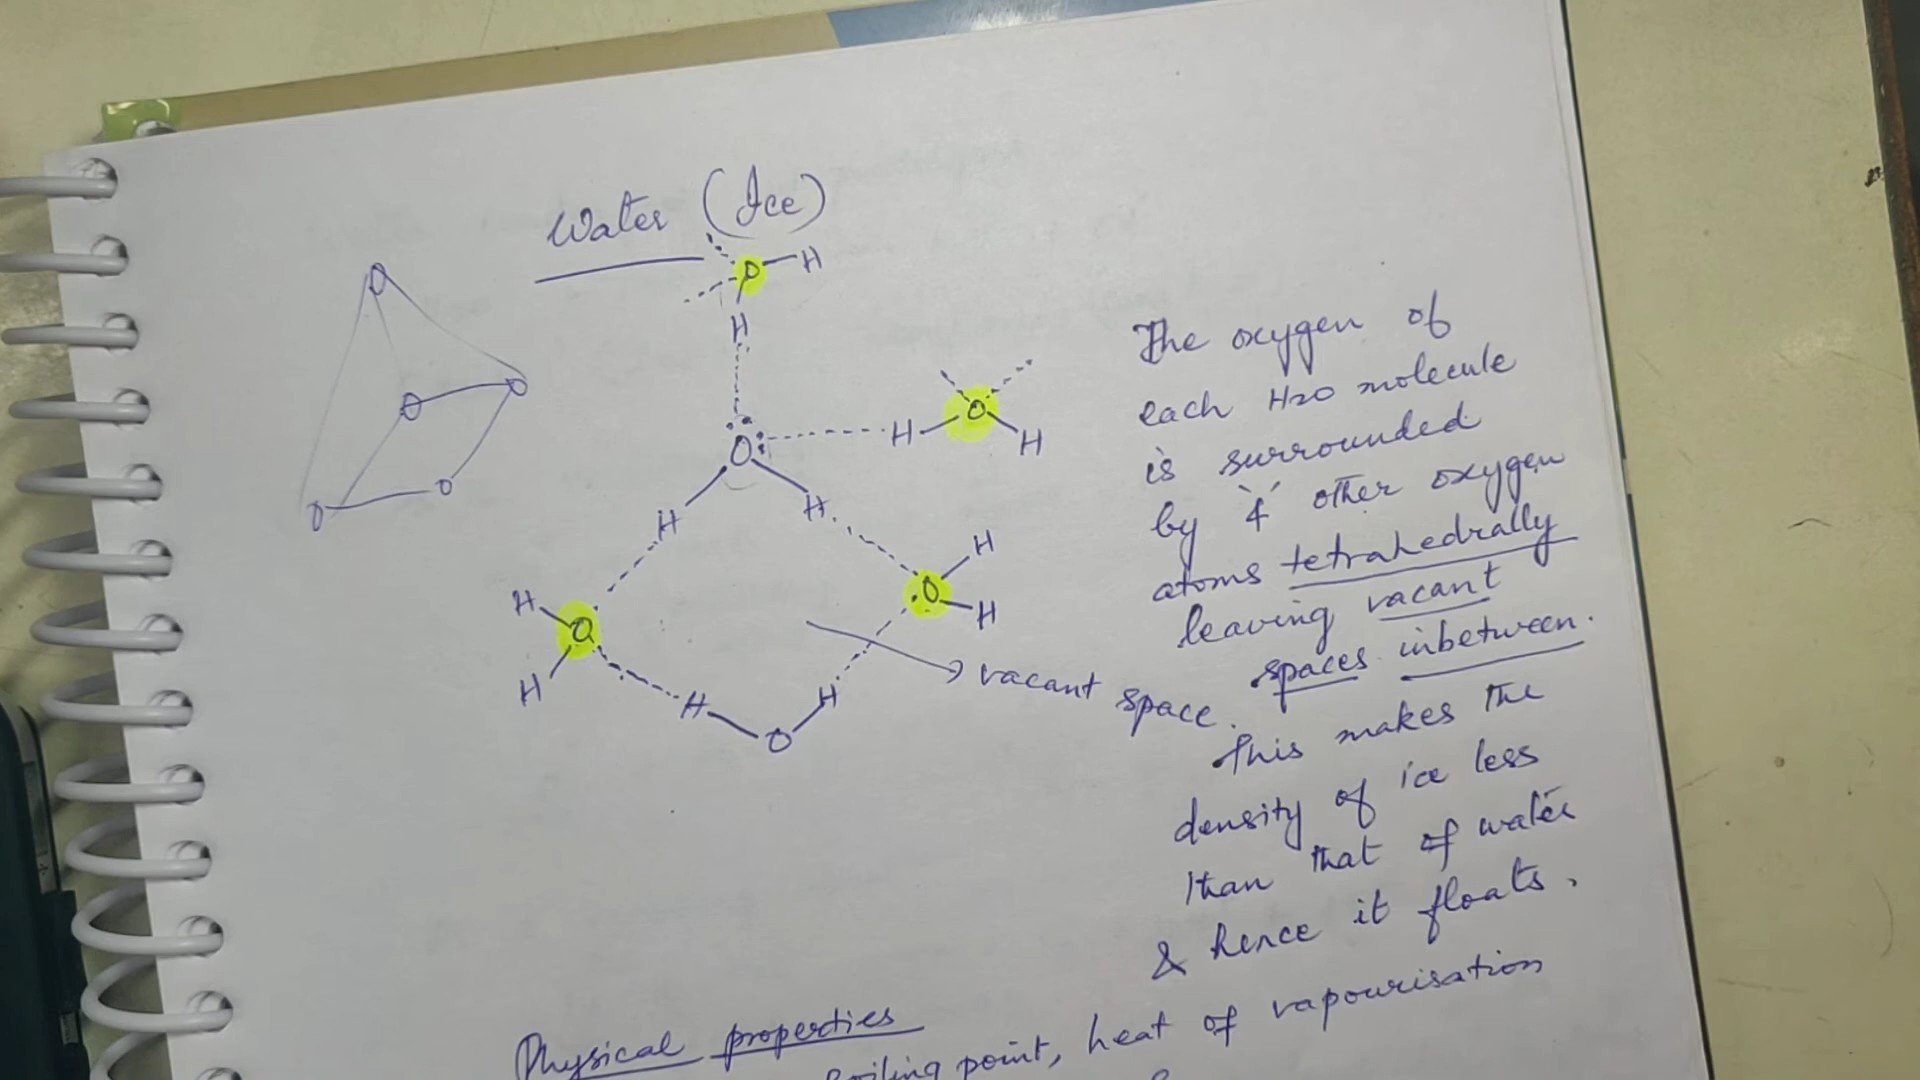 Water (Ice)
O H
H
O
H O H
H H
O H
H
O
H
H
H O H
O
O
O
O
O
→ vacant space.
The oxygen of
each H2O molecule
is surrounded
by '4' other oxygen
atoms tetrahedrally
leaving vacant
spaces inbetween.
This makes the
density of ice less
than that of water
& hence it floats.
Physical properties
Boiling point, heat of vapourisation